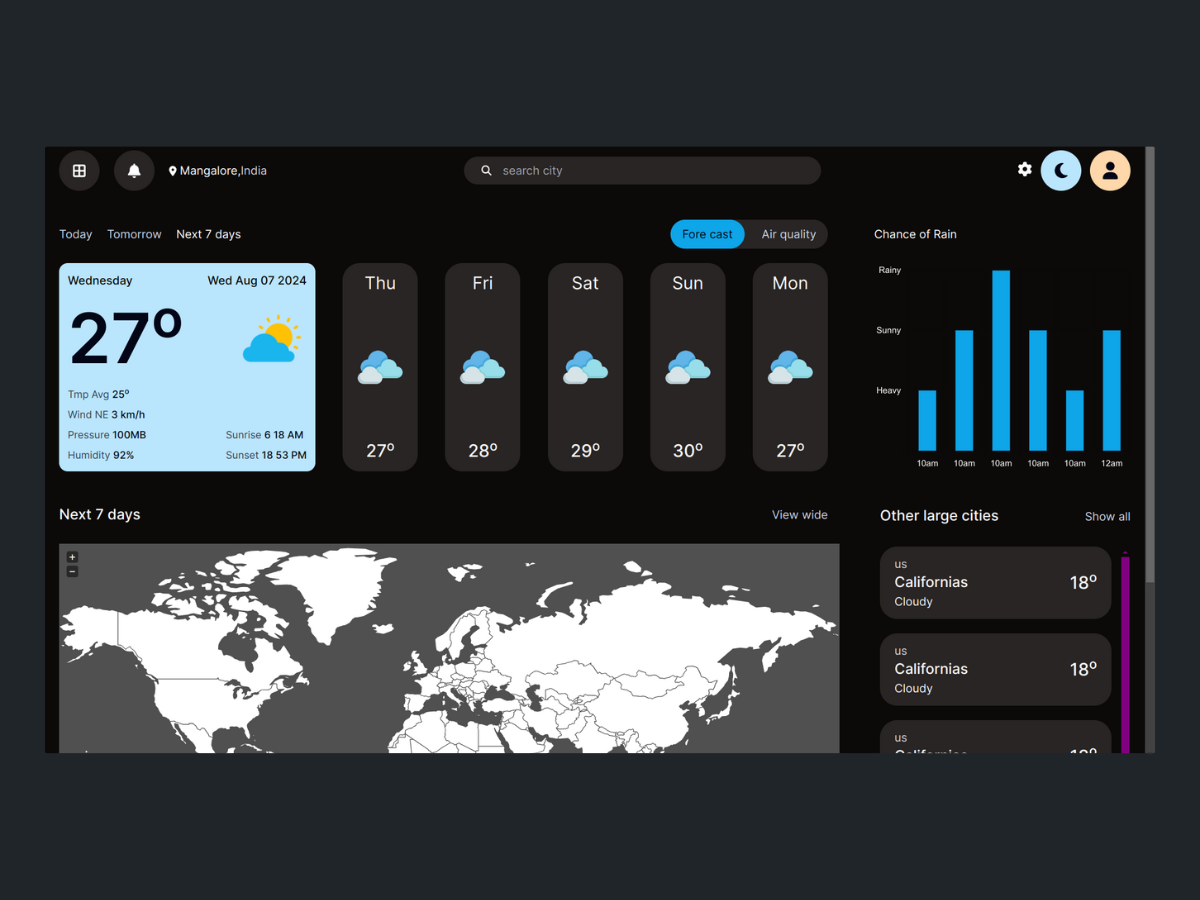 Mangalore,India
search city
Today Tomorrow Next 7 days
Fore cast Air quality
Wednesday Wed Aug 07 2024
27º
Tmp Avg 25º
Wind NE 3 km/h
Pressure 100MB
Humidity 92%
Sunrise 6 18 AM
Sunset 18 53 PM
Thu
27º
Fri
28º
Sat
29º
Sun
30º
Mon
27º
Chance of Rain
Rainy
Sunny
Heavy
10am 10am 10am 10am 10am 12am
Next 7 days View wide
+
−
Other large cities Show all
us
Californias 18º
Cloudy
us
Californias 18º
Cloudy
us
Californias 18º